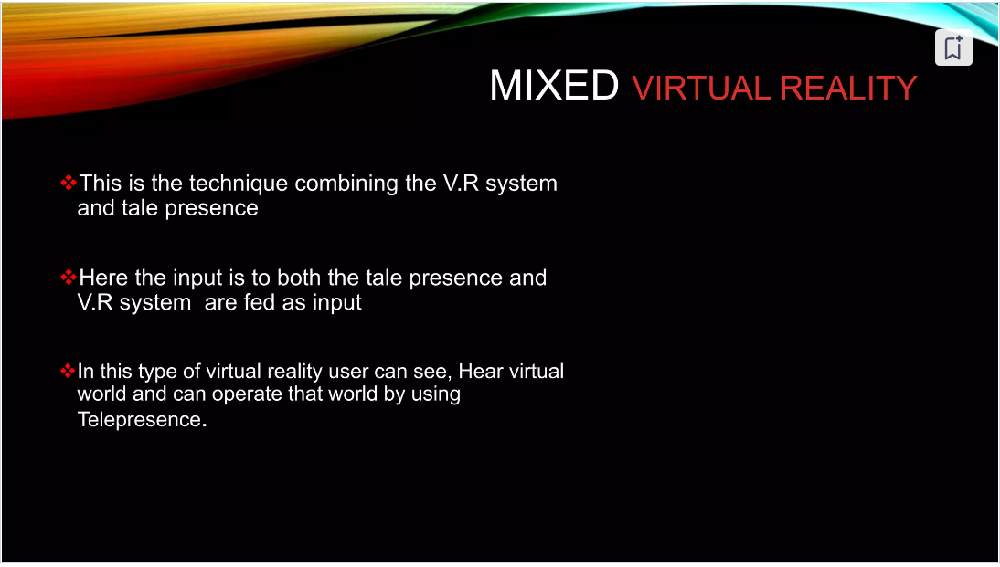 MIXED VIRTUAL REALITY
❖This is the technique combining the V.R system
and tale presence
❖Here the input is to both the tale presence and
V.R system  are fed as input
❖In this type of virtual reality user can see, Hear virtual
world and can operate that world by using
Telepresence.